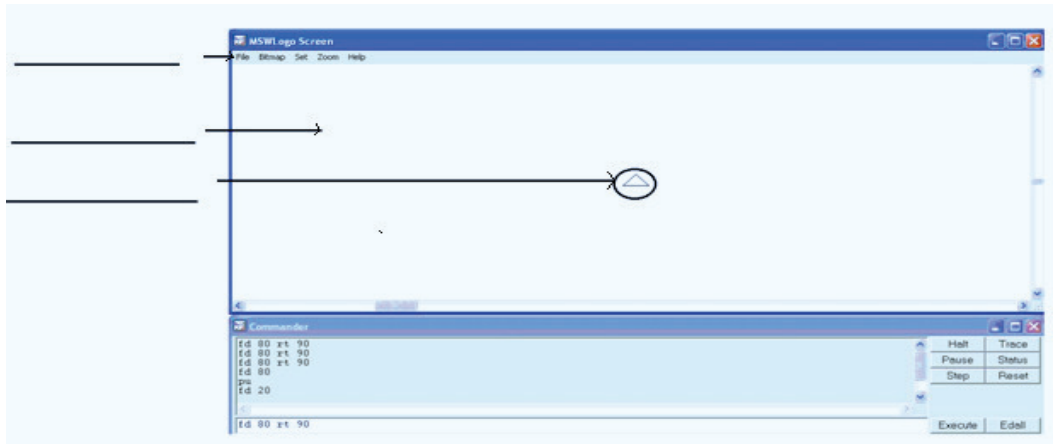 MSWLogo Screen
File Bitmap Set Zoom Help
Commander
fd 80 rt 90
fd 80 rt 90
fd 80 rt 90
fd 80
pu
fd 20
fd 80 rt 90
Halt Trace
Pause Status
Step Reset
Execute Edall